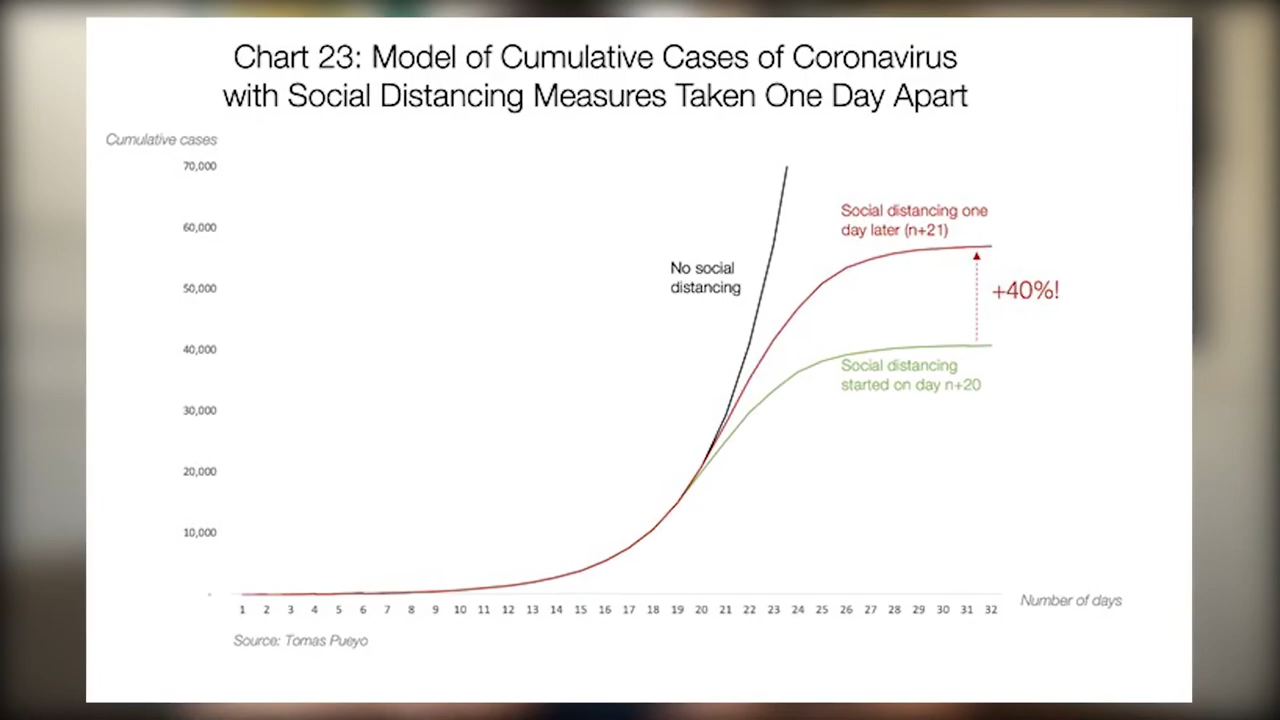 Chart 23: Model of Cumulative Cases of Coronavirus
with Social Distancing Measures Taken One Day Apart
Cumulative cases
70,000
60,000
50,000
40,000
30,000
20,000
10,000
-
No social
distancing
Social distancing one
day later (n+21)
+40%!
Social distancing
started on day n+20
1 2 3 4 5 6 7 8 9 10 11 12 13 14 15 16 17 18 19 20 21 22 23 24 25 26 27 28 29 30 31 32
Number of days
Source: Tomas Pueyo